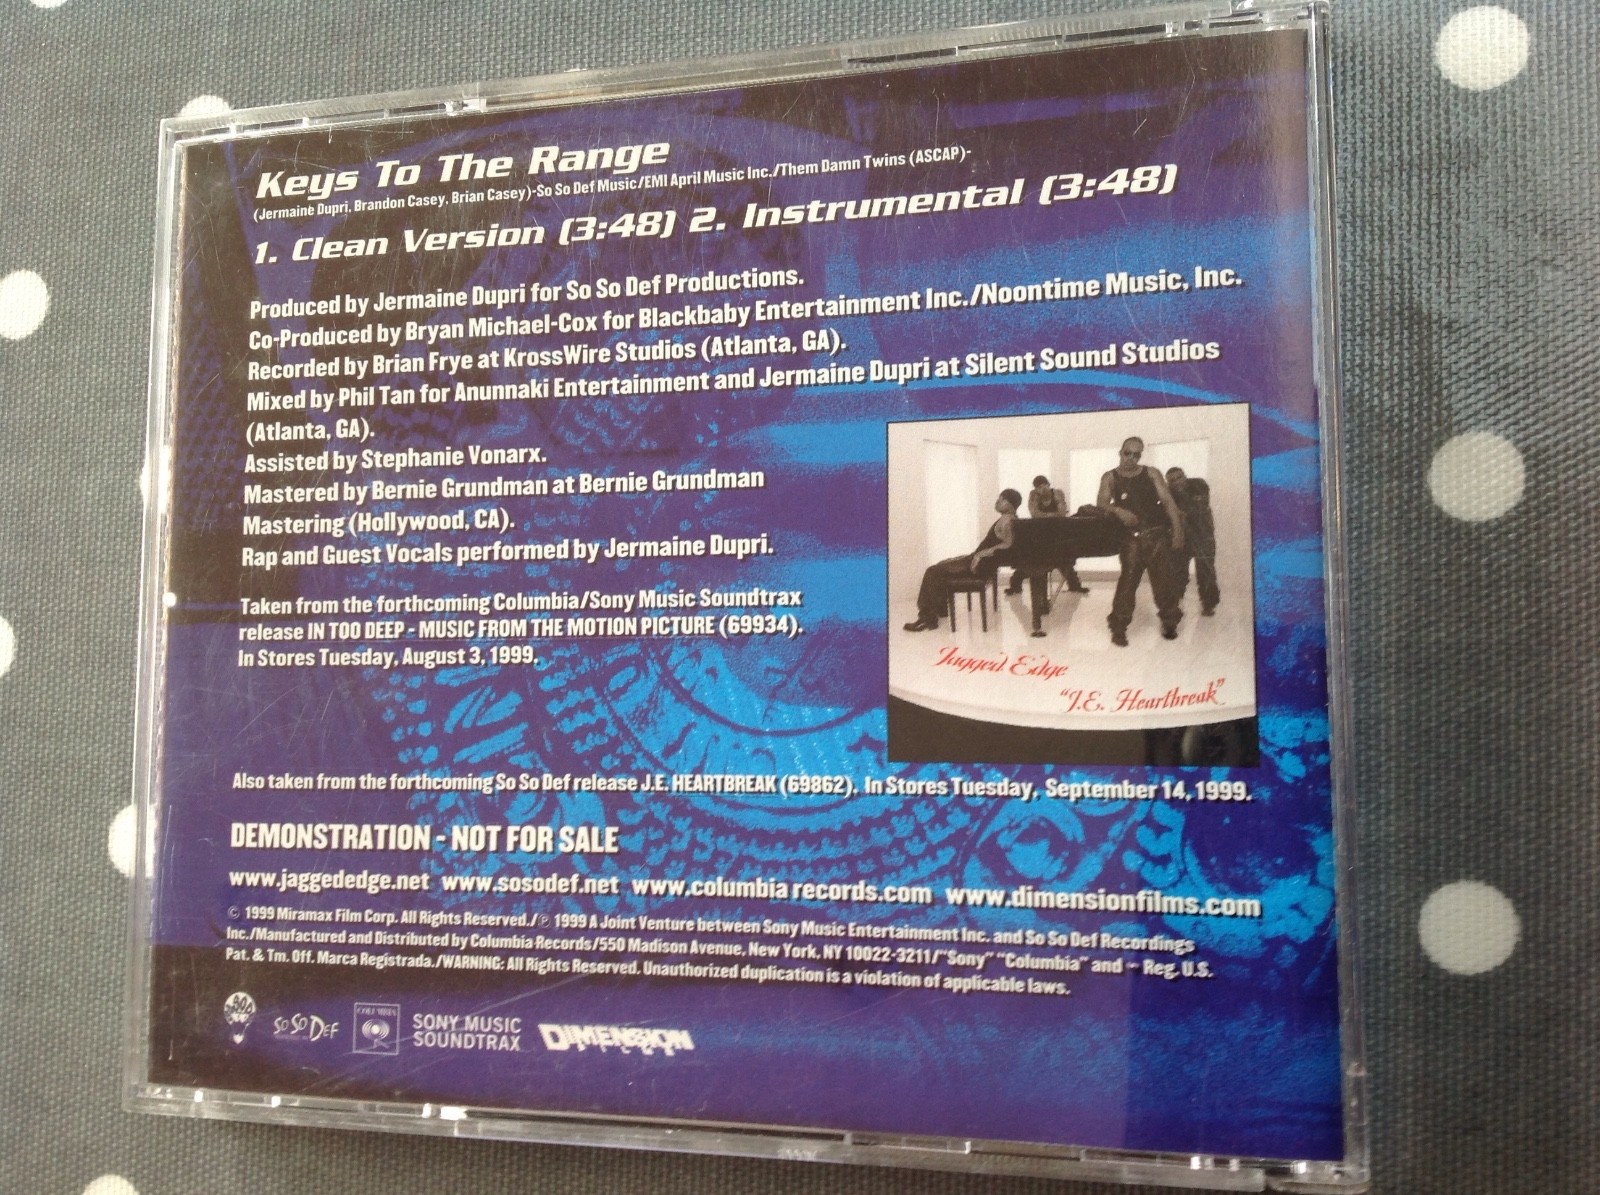 Keys To The Range
(Jermaine Dupri, Brandon Casey, Brian Casey)-So So Def Music/EMI April Music Inc./Them Damn Twins (ASCAP)-
1. Clean Version (3:48) 2. Instrumental (3:48)
Produced by Jermaine Dupri for So So Def Productions.
Co-Produced by Bryan Michael-Cox for Blackbaby Entertainment Inc./Noontime Music, Inc.
Recorded by Brian Frye at KrossWire Studios (Atlanta, GA).
Mixed by Phil Tan for Anunnaki Entertainment and Jermaine Dupri at Silent Sound Studios
(Atlanta, GA).
Assisted by Stephanie Vonarx.
Mastered by Bernie Grundman at Bernie Grundman
Mastering (Hollywood, CA).
Rap and Guest Vocals performed by Jermaine Dupri.
Taken from the forthcoming Columbia/Sony Music Soundtrax
release IN TOO DEEP - MUSIC FROM THE MOTION PICTURE (69934).
In Stores Tuesday, August 3, 1999.
Jagged Edge
"J.E. Heartbreak"
Also taken from the forthcoming So So Def release J.E. HEARTBREAK (69862). In Stores Tuesday, September 14, 1999.
DEMONSTRATION - NOT FOR SALE
www.jaggededge.net www.sosodef.net www.columbiarecords.com www.dimensionfilms.com
© 1999 Miramax Film Corp. All Rights Reserved./℗ 1999 A Joint Venture between Sony Music Entertainment Inc. and So So Def Recordings
Inc./Manufactured and Distributed by Columbia Records/550 Madison Avenue, New York, NY 10022-3211/"Sony" "Columbia" and Reg. U.S.
Pat. & Tm. Off. Marca Registrada./WARNING: All Rights Reserved. Unauthorized duplication is a violation of applicable laws.
SO SO DEF
COLUMBIA
SONY MUSIC
SOUNDTRAX
DIMENSION